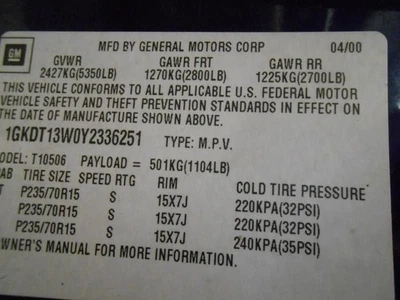 GM
MFD BY GENERAL MOTORS CORP 04/00
GVWR GAWR FRT GAWR RR
2427KG(5350LB) 1270KG(2800LB) 1225KG(2700LB)
THIS VEHICLE CONFORMS TO ALL APPLICABLE U.S. FEDERAL MOTOR
VEHICLE SAFETY AND THEFT PREVENTION STANDARDS IN EFFECT ON
THE DATE OF MANUFACTURE SHOWN ABOVE.
1GKDT13W0Y2336251 TYPE: M.P.V.
ODEL: T10506 PAYLOAD = 501KG(1104LB)
TIRE SIZE SPEED RTG RIM COLD TIRE PRESSURE
P235/70R15 S 15X7J 220KPA(32PSI)
P235/70R15 S 15X7J 220KPA(32PSI)
P235/70R15 S 15X7J 240KPA(35PSI)
WNER'S MANUAL FOR MORE INFORMATION.